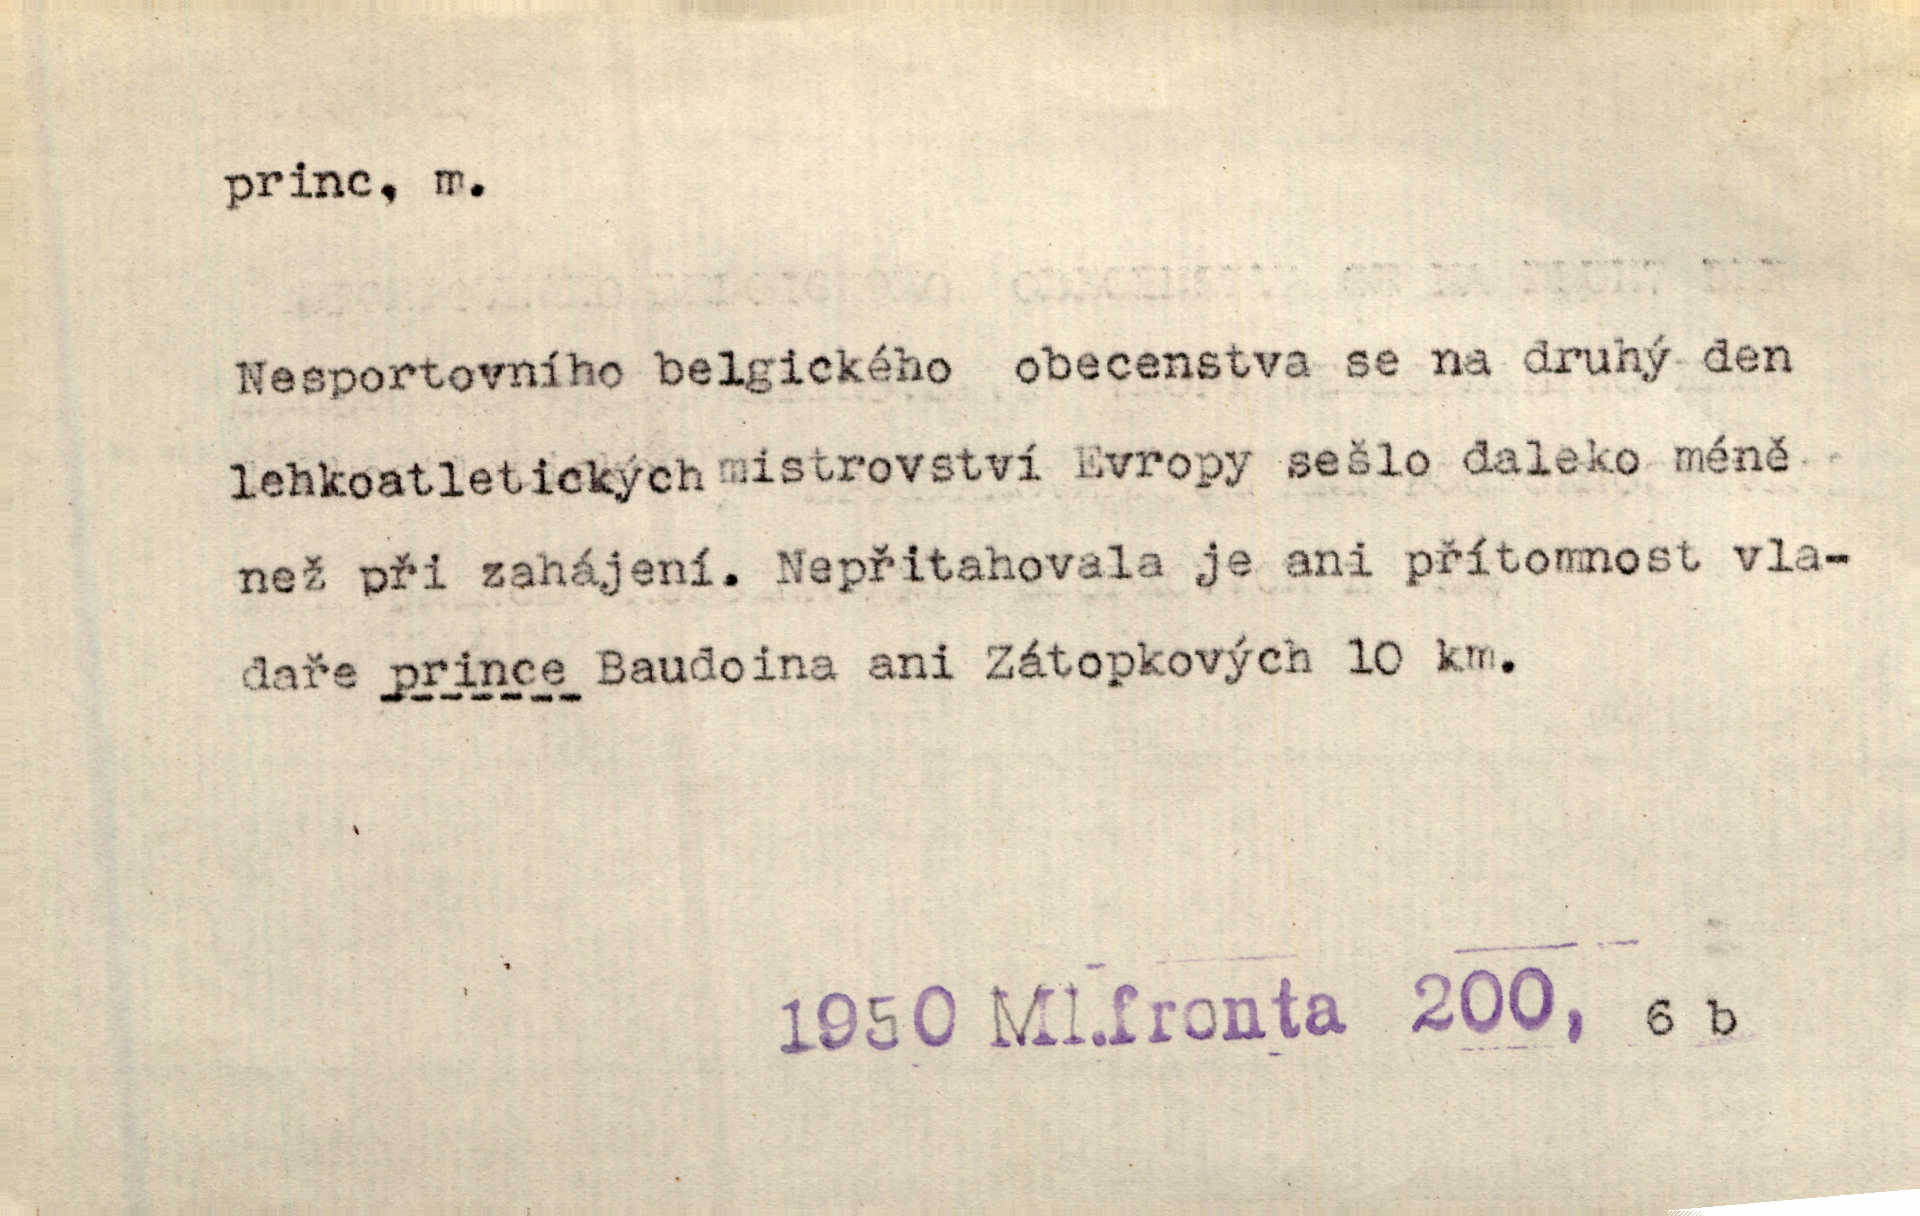 princ, m.
Nesportovního belgického obecenstva se na druhý den
lehkoatletických mistrovství Evropy sešlo daleko méně
než při zahájení. Nepřitahovala je ani přítomnost vla-
daře prince Baudoina ani Zátopkových 10 km.
1950 Ml.fronta 200, 6 b